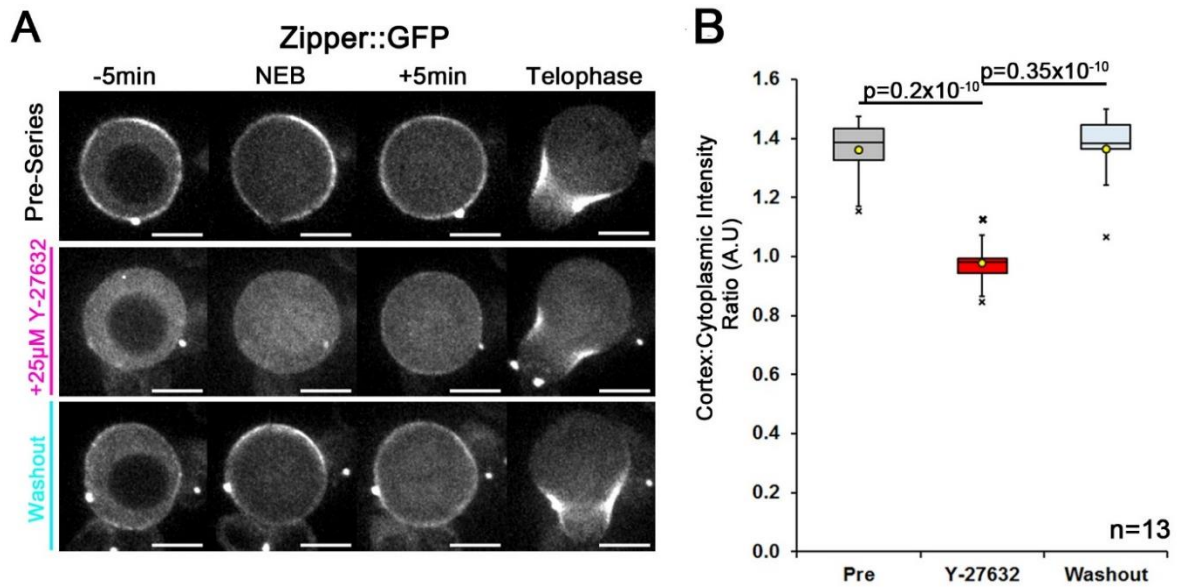 A
Zipper::GFP
-5min NEB +5min Telophase
Pre-Series
+25μM Y-27632
Washout
B
p=0.2x10-10
p=0.35x10-10
Cortex:Cytoplasmic Intensity
Ratio (A.U)
1.6
1.4
1.2
1.0
0.8
0.6
0.4
0.2
0.0
n=13
Pre Y-27632 Washout